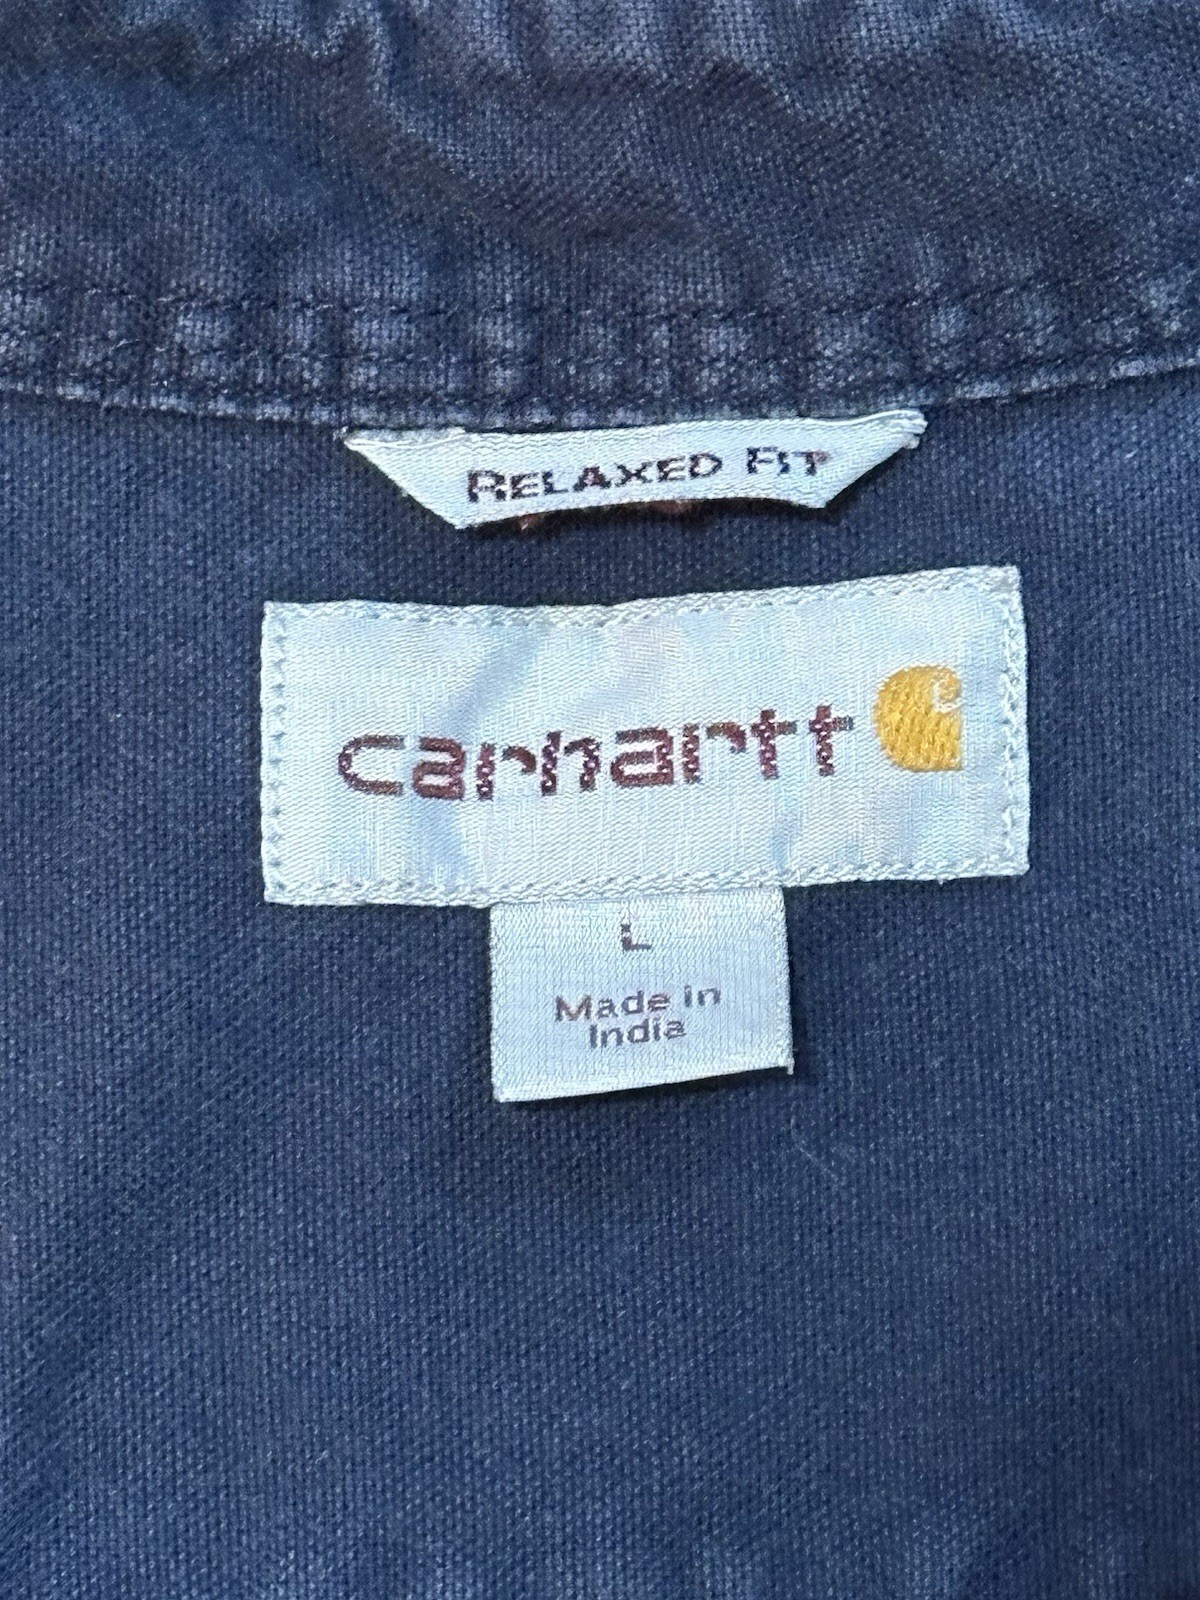 RELAXED FIT
carhartt
L
Made in
India